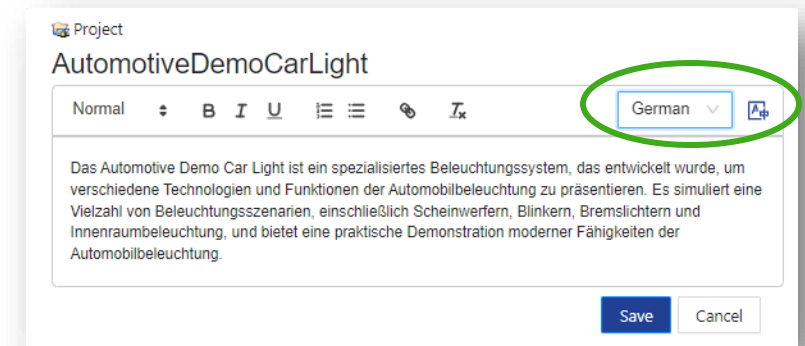 Project
AutomotiveDemoCarLight
Normal B I U Tx German A
Das Automotive Demo Car Light ist ein spezialisiertes Beleuchtungssystem, das entwickelt wurde, um
verschiedene Technologien und Funktionen der Automobilbeleuchtung zu präsentieren. Es simuliert eine
Vielzahl von Beleuchtungsszenarien, einschließlich Scheinwerfern, Blinkern, Bremslichtern und
Innenraumbeleuchtung, und bietet eine praktische Demonstration moderner Fähigkeiten der
Automobilbeleuchtung.
Save Cancel